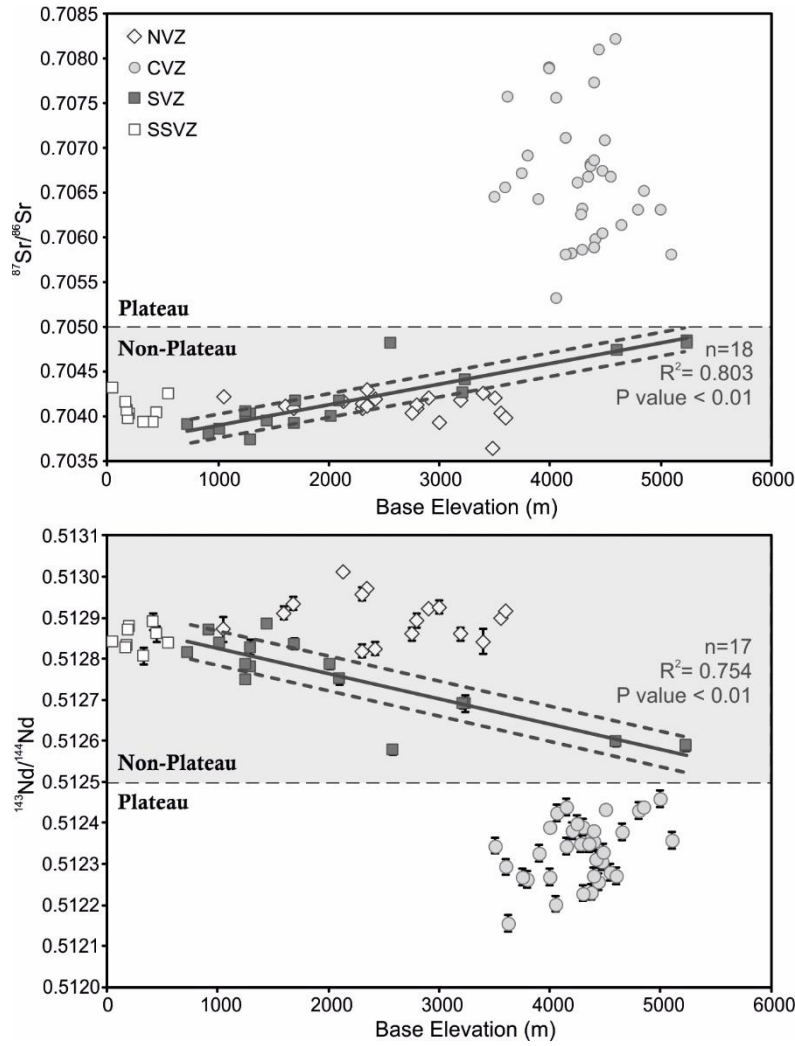 0.7085
0.7080
0.7075
0.7070
0.7065
0.7060
0.7055
0.7050
0.7045
0.7040
0.7035
⁸⁷Sr/⁸⁶Sr
NVZ
CVZ
SVZ
SSVZ
Plateau
Non-Plateau
n=18
R²= 0.803
P value < 0.01
0 1000 2000 3000 4000 5000 6000
Base Elevation (m)
0.5131
0.5130
0.5129
0.5128
0.5127
0.5126
0.5125
0.5124
0.5123
0.5122
0.5121
0.5120
¹⁴³Nd/¹⁴⁴Nd
n=17
R²= 0.754
P value < 0.01
Non-Plateau
Plateau
0 1000 2000 3000 4000 5000 6000
Base Elevation (m)